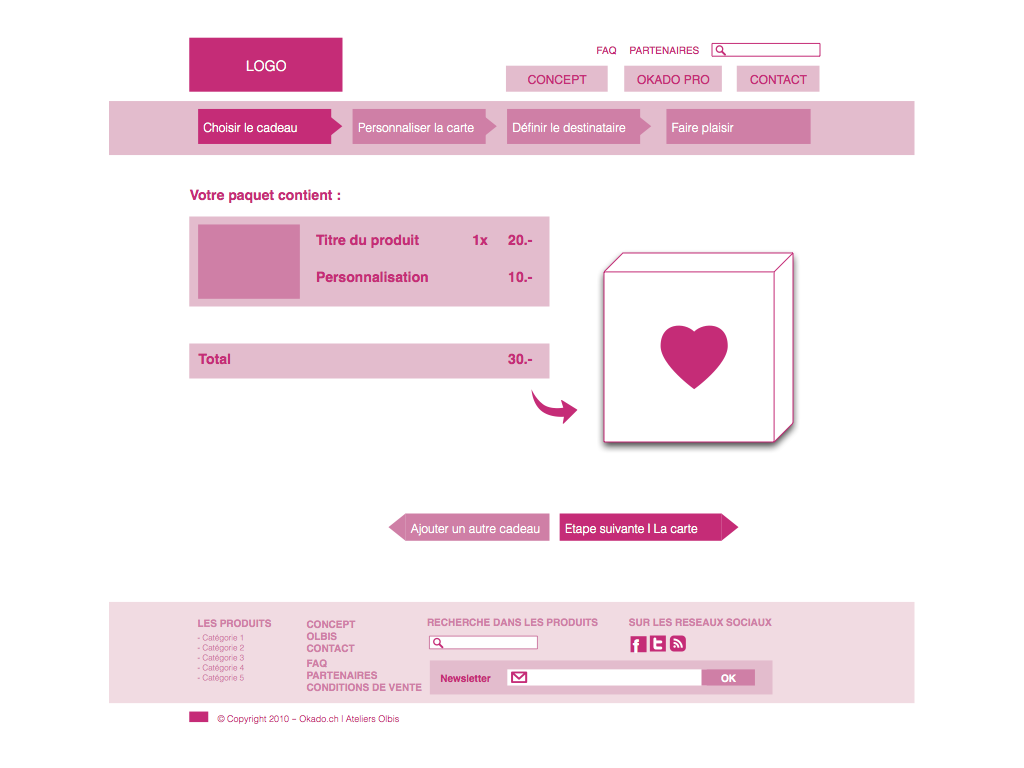 LOGO
FAQ PARTENAIRES
CONCEPT OKADO PRO CONTACT
Choisir le cadeau Personnaliser la carte Définir le destinataire Faire plaisir
Votre paquet contient :
Titre du produit 1x 20.-
Personnalisation 10.-
Total 30.-
Ajouter un autre cadeau Etape suivante I La carte
LES PRODUITS
- Catégorie 1
- Catégorie 2
- Catégorie 3
- Catégorie 4
- Catégorie 5
CONCEPT
OLBIS
CONTACT
FAQ
PARTENAIRES
CONDITIONS DE VENTE
RECHERCHE DANS LES PRODUITS
SUR LES RESEAUX SOCIAUX
Newsletter OK
© Copyright 2010 – Okado.ch I Ateliers Olbis